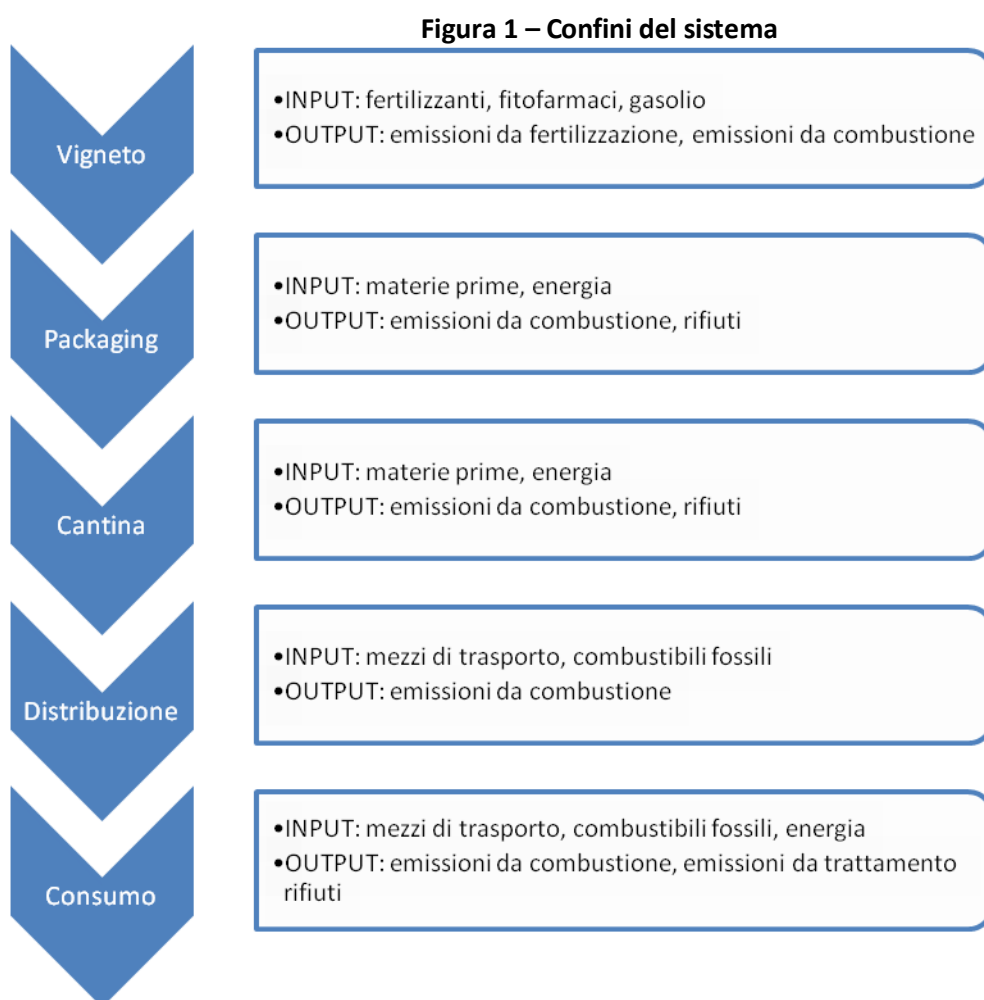 Figura 1 – Confini del sistema
Vigneto
•INPUT: fertilizzanti, fitofarmaci, gasolio
•OUTPUT: emissioni da fertilizzazione, emissioni da combustione
Packaging
•INPUT: materie prime, energia
•OUTPUT: emissioni da combustione, rifiuti
Cantina
•INPUT: materie prime, energia
•OUTPUT: emissioni da combustione, rifiuti
Distribuzione
•INPUT: mezzi di trasporto, combustibili fossili
•OUTPUT: emissioni da combustione
Consumo
•INPUT: mezzi di trasporto, combustibili fossili, energia
•OUTPUT: emissioni da combustione, emissioni da trattamento
rifiuti